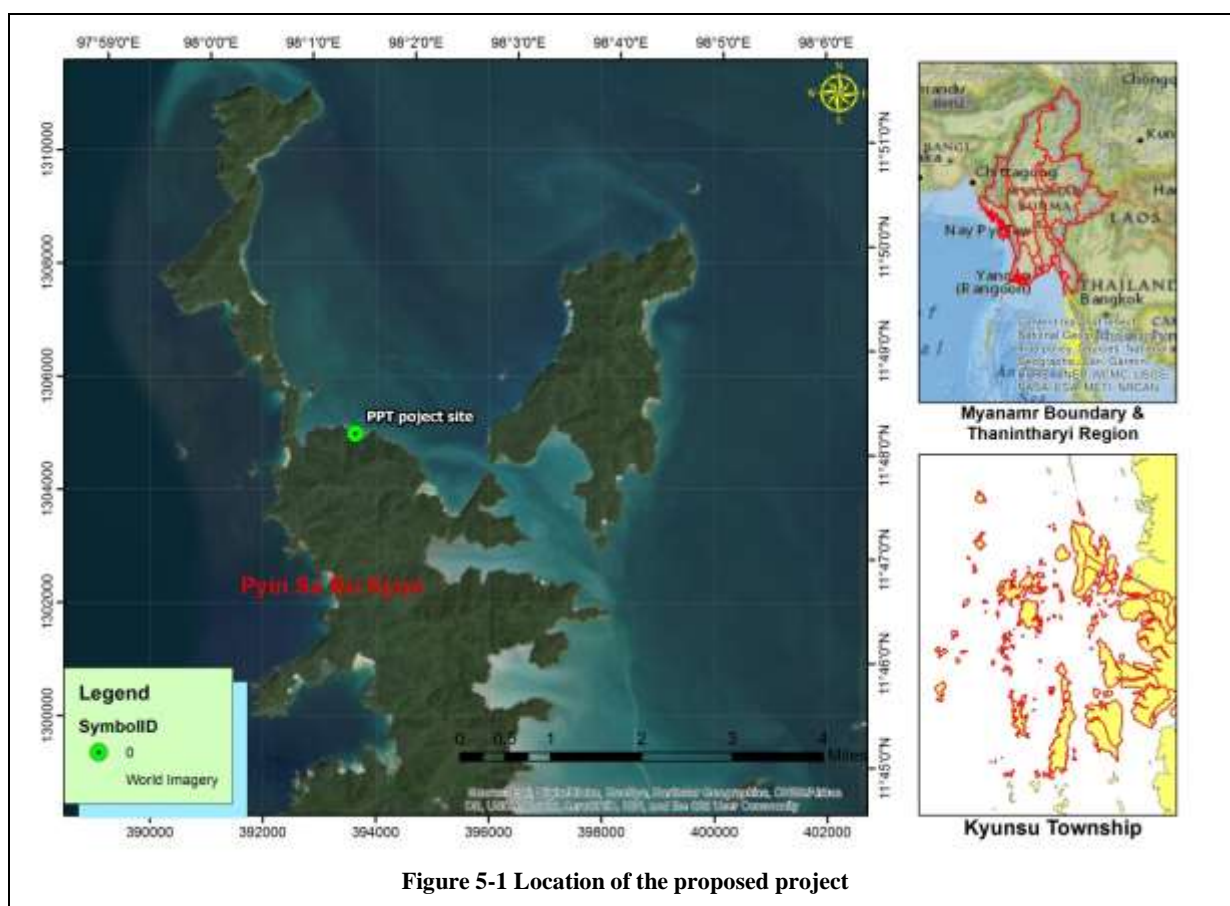 97°59'0"E 98°0'0"E 98°1'0"E 98°2'0"E 98°3'0"E 98°4'0"E 98°5'0"E 98°6'0"E
N
1310000
1308000
1306000
1304000
1302000
1300000
PPT poject site
11°51'0"N
11°50'0"N
11°49'0"N
11°48'0"N
11°47'0"N
11°46'0"N
11°45'0"N
Legend
SymbolID
0
World Imagery
0 0.5 1 2 3 4
Miles
390000 392000 394000 396000 398000 400000 402000
Chittagong
BURMA
LAOS
Nay Pyi Taw
Yangon
(Rangoon)
THAILAND
Bangkok
Myanamr Boundary &
Thanintharyi Region
Kyunsu Township
Figure 5-1 Location of the proposed project